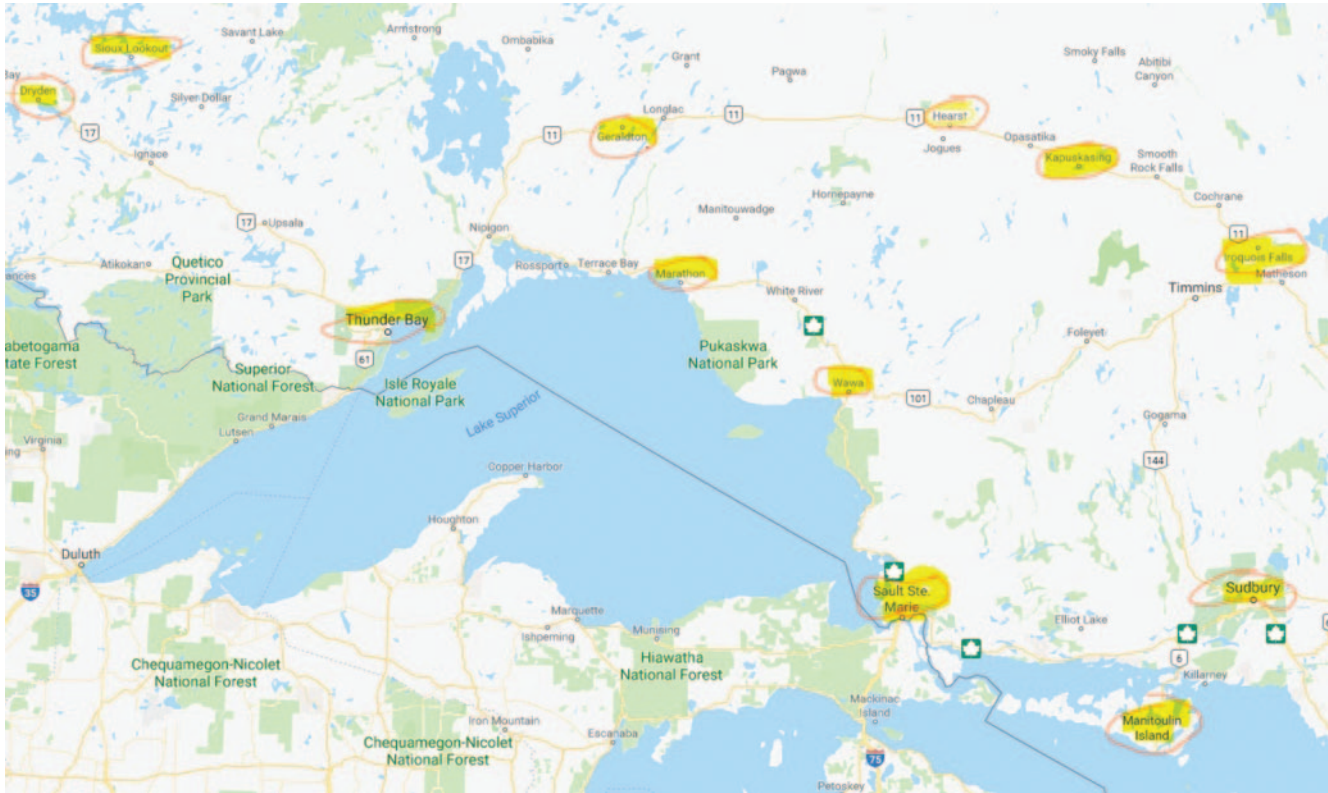 Sioux Lookout
Savant Lake
Armstrong
Ombabika
Grant
Pagwa
Smoky Falls
Abitibi
Canyon
Dryden
Silver Dollar
Longlac
Geraldton
11
11
11
Hearst
Jogues
Opasatika
Kapuskasing
Smooth
Rock Falls
17
Ignace
Hornepayne
Manitouwadge
Cochrane
11
17
Upsala
Nipigon
17
Atikokan
Quetico
Provincial
Park
Rossport
Terrace Bay
Marathon
White River
Iroquois Falls
Matheson
Timmins
Thunder Bay
61
abetogama
tate Forest
Superior
National Forest
Isle Royale
National Park
Pukaskwa
National Park
Foleyet
Wawa
101
Chapleau
Lake Superior
Grand Marais
Lutsen
Virginia
Gogama
144
Copper Harbor
Houghton
Duluth
35
Sault Ste.
Marie
Sudbury
Marquette
Ishpeming
Munising
Elliot Lake
Hiawatha
National Forest
6
Killarney
Chequamegon-Nicolet
National Forest
Mackinac
Island
Manitoulin
Island
Iron Mountain
Escanaba
Chequamegon-Nicolet
National Forest
75
Petoskey